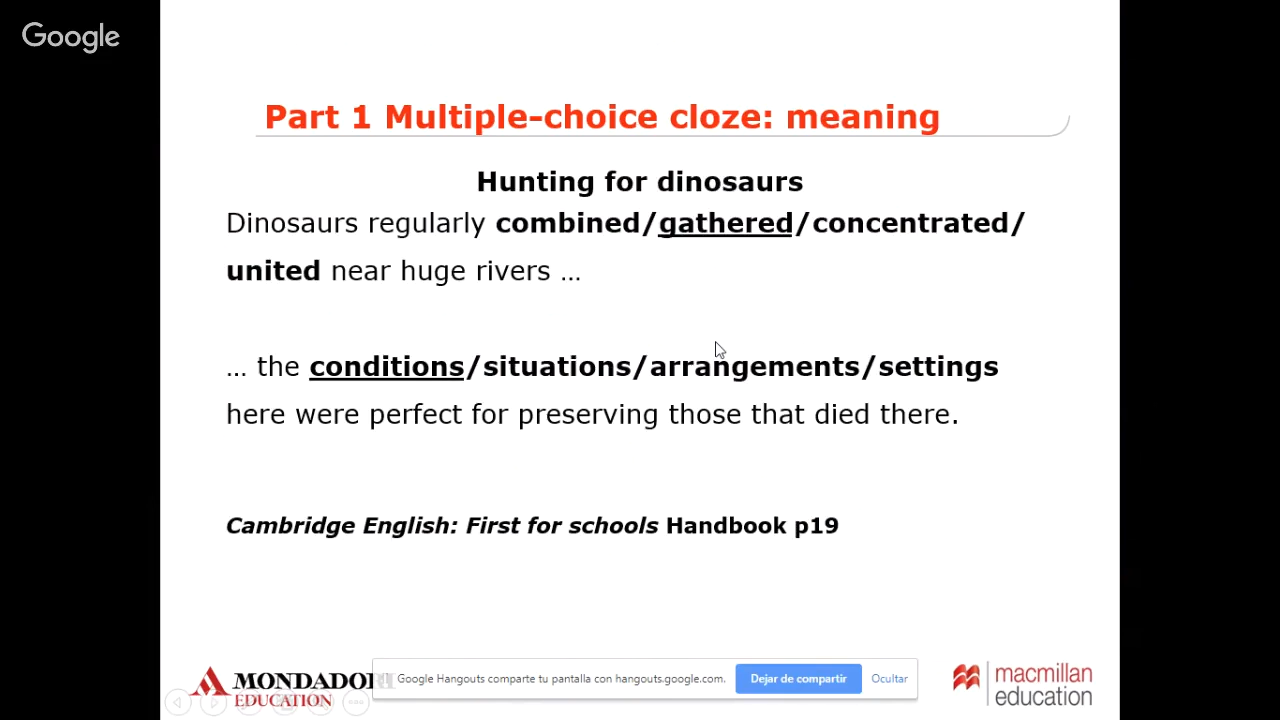 Google
Part 1 Multiple-choice cloze: meaning
Hunting for dinosaurs
Dinosaurs regularly combined/gathered/concentrated/
united near huge rivers …
… the conditions/situations/arrangements/settings
here were perfect for preserving those that died there.
Cambridge English: First for schools Handbook p19
MONDADORI
EDUCATION
Google Hangouts comparte tu pantalla con hangouts.google.com.
Dejar de compartir
Ocultar
macmillan
education